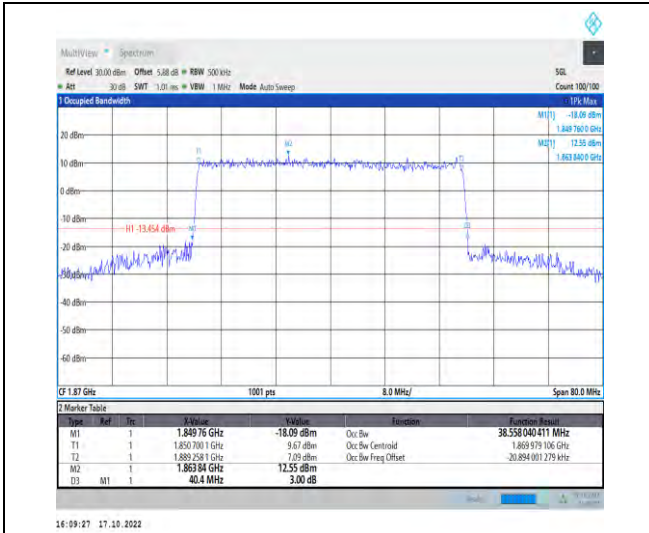 MultiView Spectrum
Ref Level 30.00 dBm Offset 5.88 dB RBW 500 kHz SGL
Att 30 dB SWT 1.01 ms VBW 1 MHz Mode Auto Sweep Count 100/100
1 Occupied Bandwidth 1Pk Max
M1[1] -18.09 dBm
1.849 760 0 GHz
M2[1] 12.55 dBm
1.863 840 0 GHz
20 dBm
M2
T1
T2
10 dBm
0 dBm
-10 dBm
H1 -13.454 dBm
M1
D3
-20 dBm
-30 dBm
-40 dBm
-50 dBm
-60 dBm
CF 1.87 GHz 1001 pts 8.0 MHz/ Span 80.0 MHz
2 Marker Table
Type Ref Trc X-Value Y-Value Function Function Result
M1 1 1.849 76 GHz -18.09 dBm Occ Bw 38.558 040 411 MHz
T1 1 1.850 700 1 GHz 9.67 dBm Occ Bw Centroid 1.869 979 106 GHz
T2 1 1.889 258 1 GHz 7.09 dBm Occ Bw Freq Offset -20.894 001 279 kHz
M2 1 1.863 84 GHz 12.55 dBm
D3 M1 1 40.4 MHz 3.00 dB
16:09:27 17.10.2022